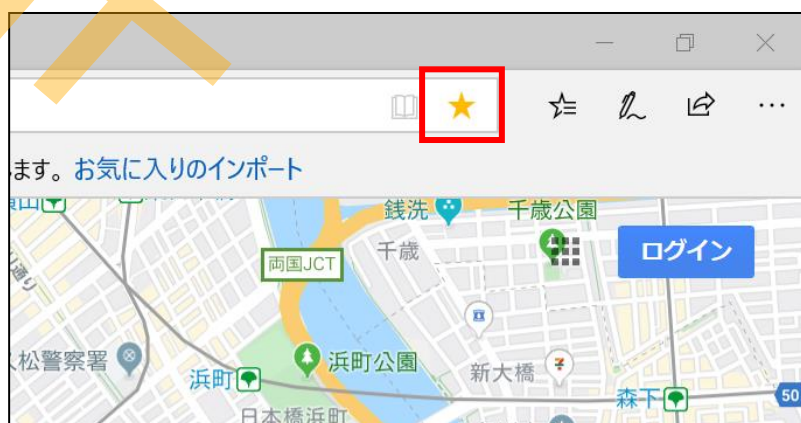 ます。お気に入りのインポート
銭洗
千歳公園
千歳
両国JCT
ログイン
松警察署
浜町
浜町公園
新大橋
森下
50
日本橋浜町